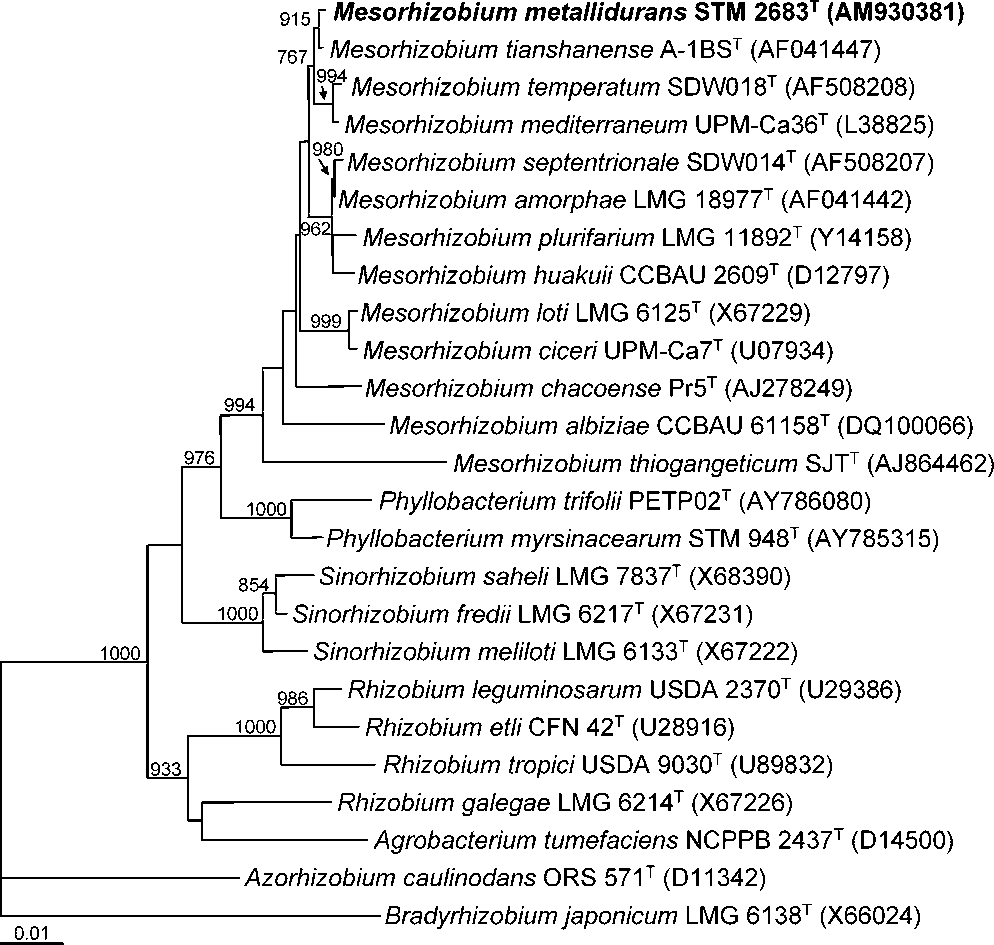 915
Mesorhizobium metallidurans STM 2683ᵀ (AM930381)
Mesorhizobium tianshanense A-1BSᵀ (AF041447)
767
994
Mesorhizobium temperatum SDW018ᵀ (AF508208)
Mesorhizobium mediterraneum UPM-Ca36ᵀ (L38825)
980
Mesorhizobium septentrionale SDW014ᵀ (AF508207)
Mesorhizobium amorphae LMG 18977ᵀ (AF041442)
962
Mesorhizobium plurifarium LMG 11892ᵀ (Y14158)
Mesorhizobium huakuii CCBAU 2609ᵀ (D12797)
Mesorhizobium loti LMG 6125ᵀ (X67229)
999
Mesorhizobium ciceri UPM-Ca7ᵀ (U07934)
Mesorhizobium chacoense Pr5ᵀ (AJ278249)
994
Mesorhizobium albiziae CCBAU 61158ᵀ (DQ100066)
976
Mesorhizobium thiogangeticum SJTᵀ (AJ864462)
Phyllobacterium trifolii PETP02ᵀ (AY786080)
1000
Phyllobacterium myrsinacearum STM 948ᵀ (AY785315)
Sinorhizobium saheli LMG 7837ᵀ (X68390)
854
1000
Sinorhizobium fredii LMG 6217ᵀ (X67231)
1000
Sinorhizobium meliloti LMG 6133ᵀ (X67222)
Rhizobium leguminosarum USDA 2370ᵀ (U29386)
986
1000
Rhizobium etli CFN 42ᵀ (U28916)
933
Rhizobium tropici USDA 9030ᵀ (U89832)
Rhizobium galegae LMG 6214ᵀ (X67226)
Agrobacterium tumefaciens NCPPB 2437ᵀ (D14500)
Azorhizobium caulinodans ORS 571ᵀ (D11342)
Bradyrhizobium japonicum LMG 6138ᵀ (X66024)
0.01